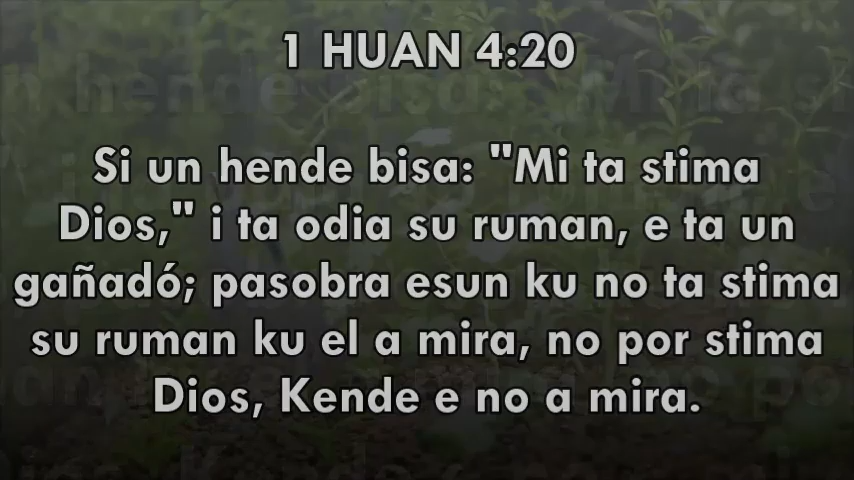 1 HUAN 4:20
Si un hende bisa: "Mi ta stima
Dios," i ta odia su ruman, e ta un
gañadó; pasobra esun ku no ta stima
su ruman ku el a mira, no por stima
Dios, Kende e no a mira.